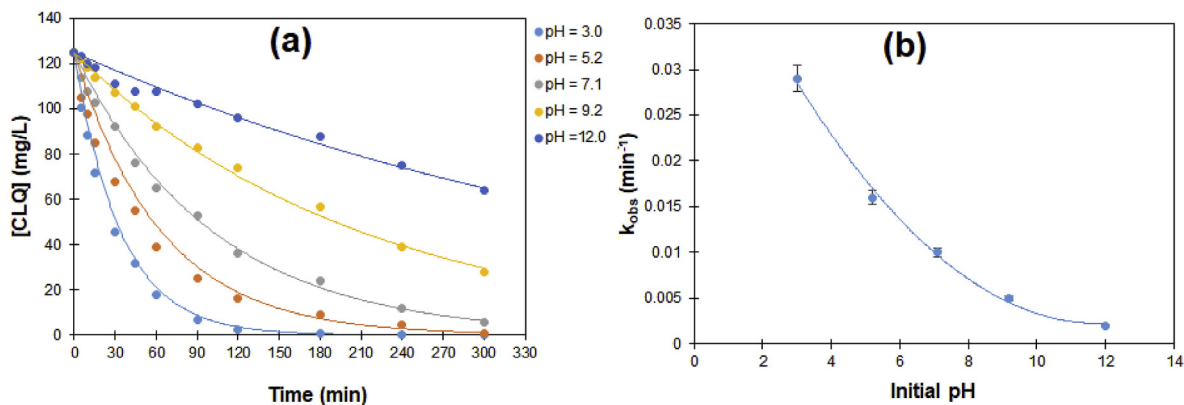 (a)
140
120
100
80
60
40
20
0
[CLQ] (mg/L)
0 30 60 90 120 150 180 210 240 270 300 330
Time (min)
pH = 3.0
pH = 5.2
pH = 7.1
pH = 9.2
pH =12.0
(b)
0.035
0.03
0.025
0.02
0.015
0.01
0.005
0
kobs (min-1)
0 2 4 6 8 10 12 14
Initial pH